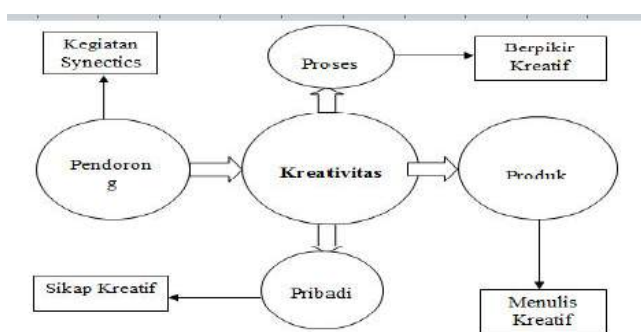 Kegiatan
Synectics
Proses
Berpikir
Kreatif
Pendoron
g
Kreativitas
Produk
Sikap Kreatif
Pribadi
Menulis
Kreatif